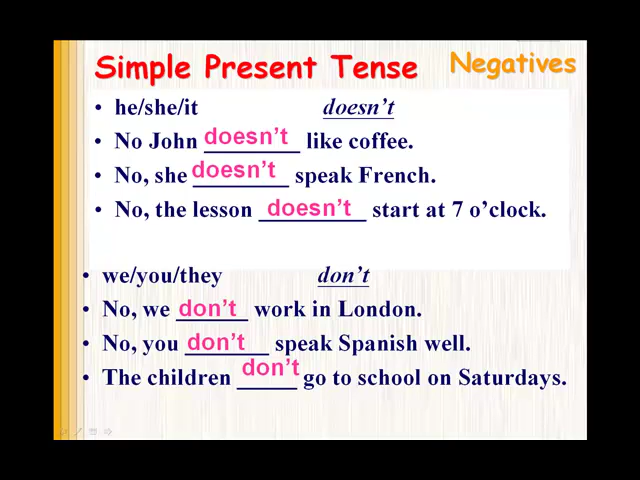 Simple Present Tense Negatives
• he/she/it doesn't
• No John doesn't like coffee.
• No, she doesn't speak French.
• No, the lesson doesn't start at 7 o'clock.
• we/you/they don't
• No, we don't work in London.
• No, you don't speak Spanish well.
• The children don't go to school on Saturdays.